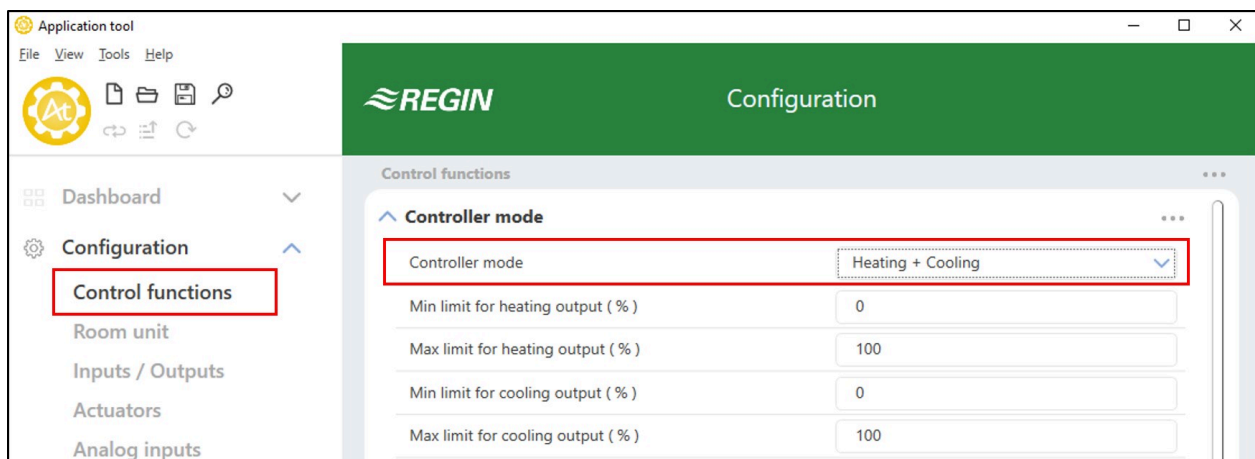 Application tool
File View Tools Help
At
REGIN
Configuration
Dashboard
Configuration
Control functions
Room unit
Inputs / Outputs
Actuators
Analog inputs
Control functions
Controller mode
Controller mode Heating + Cooling
Min limit for heating output ( % ) 0
Max limit for heating output ( % ) 100
Min limit for cooling output ( % ) 0
Max limit for cooling output ( % ) 100